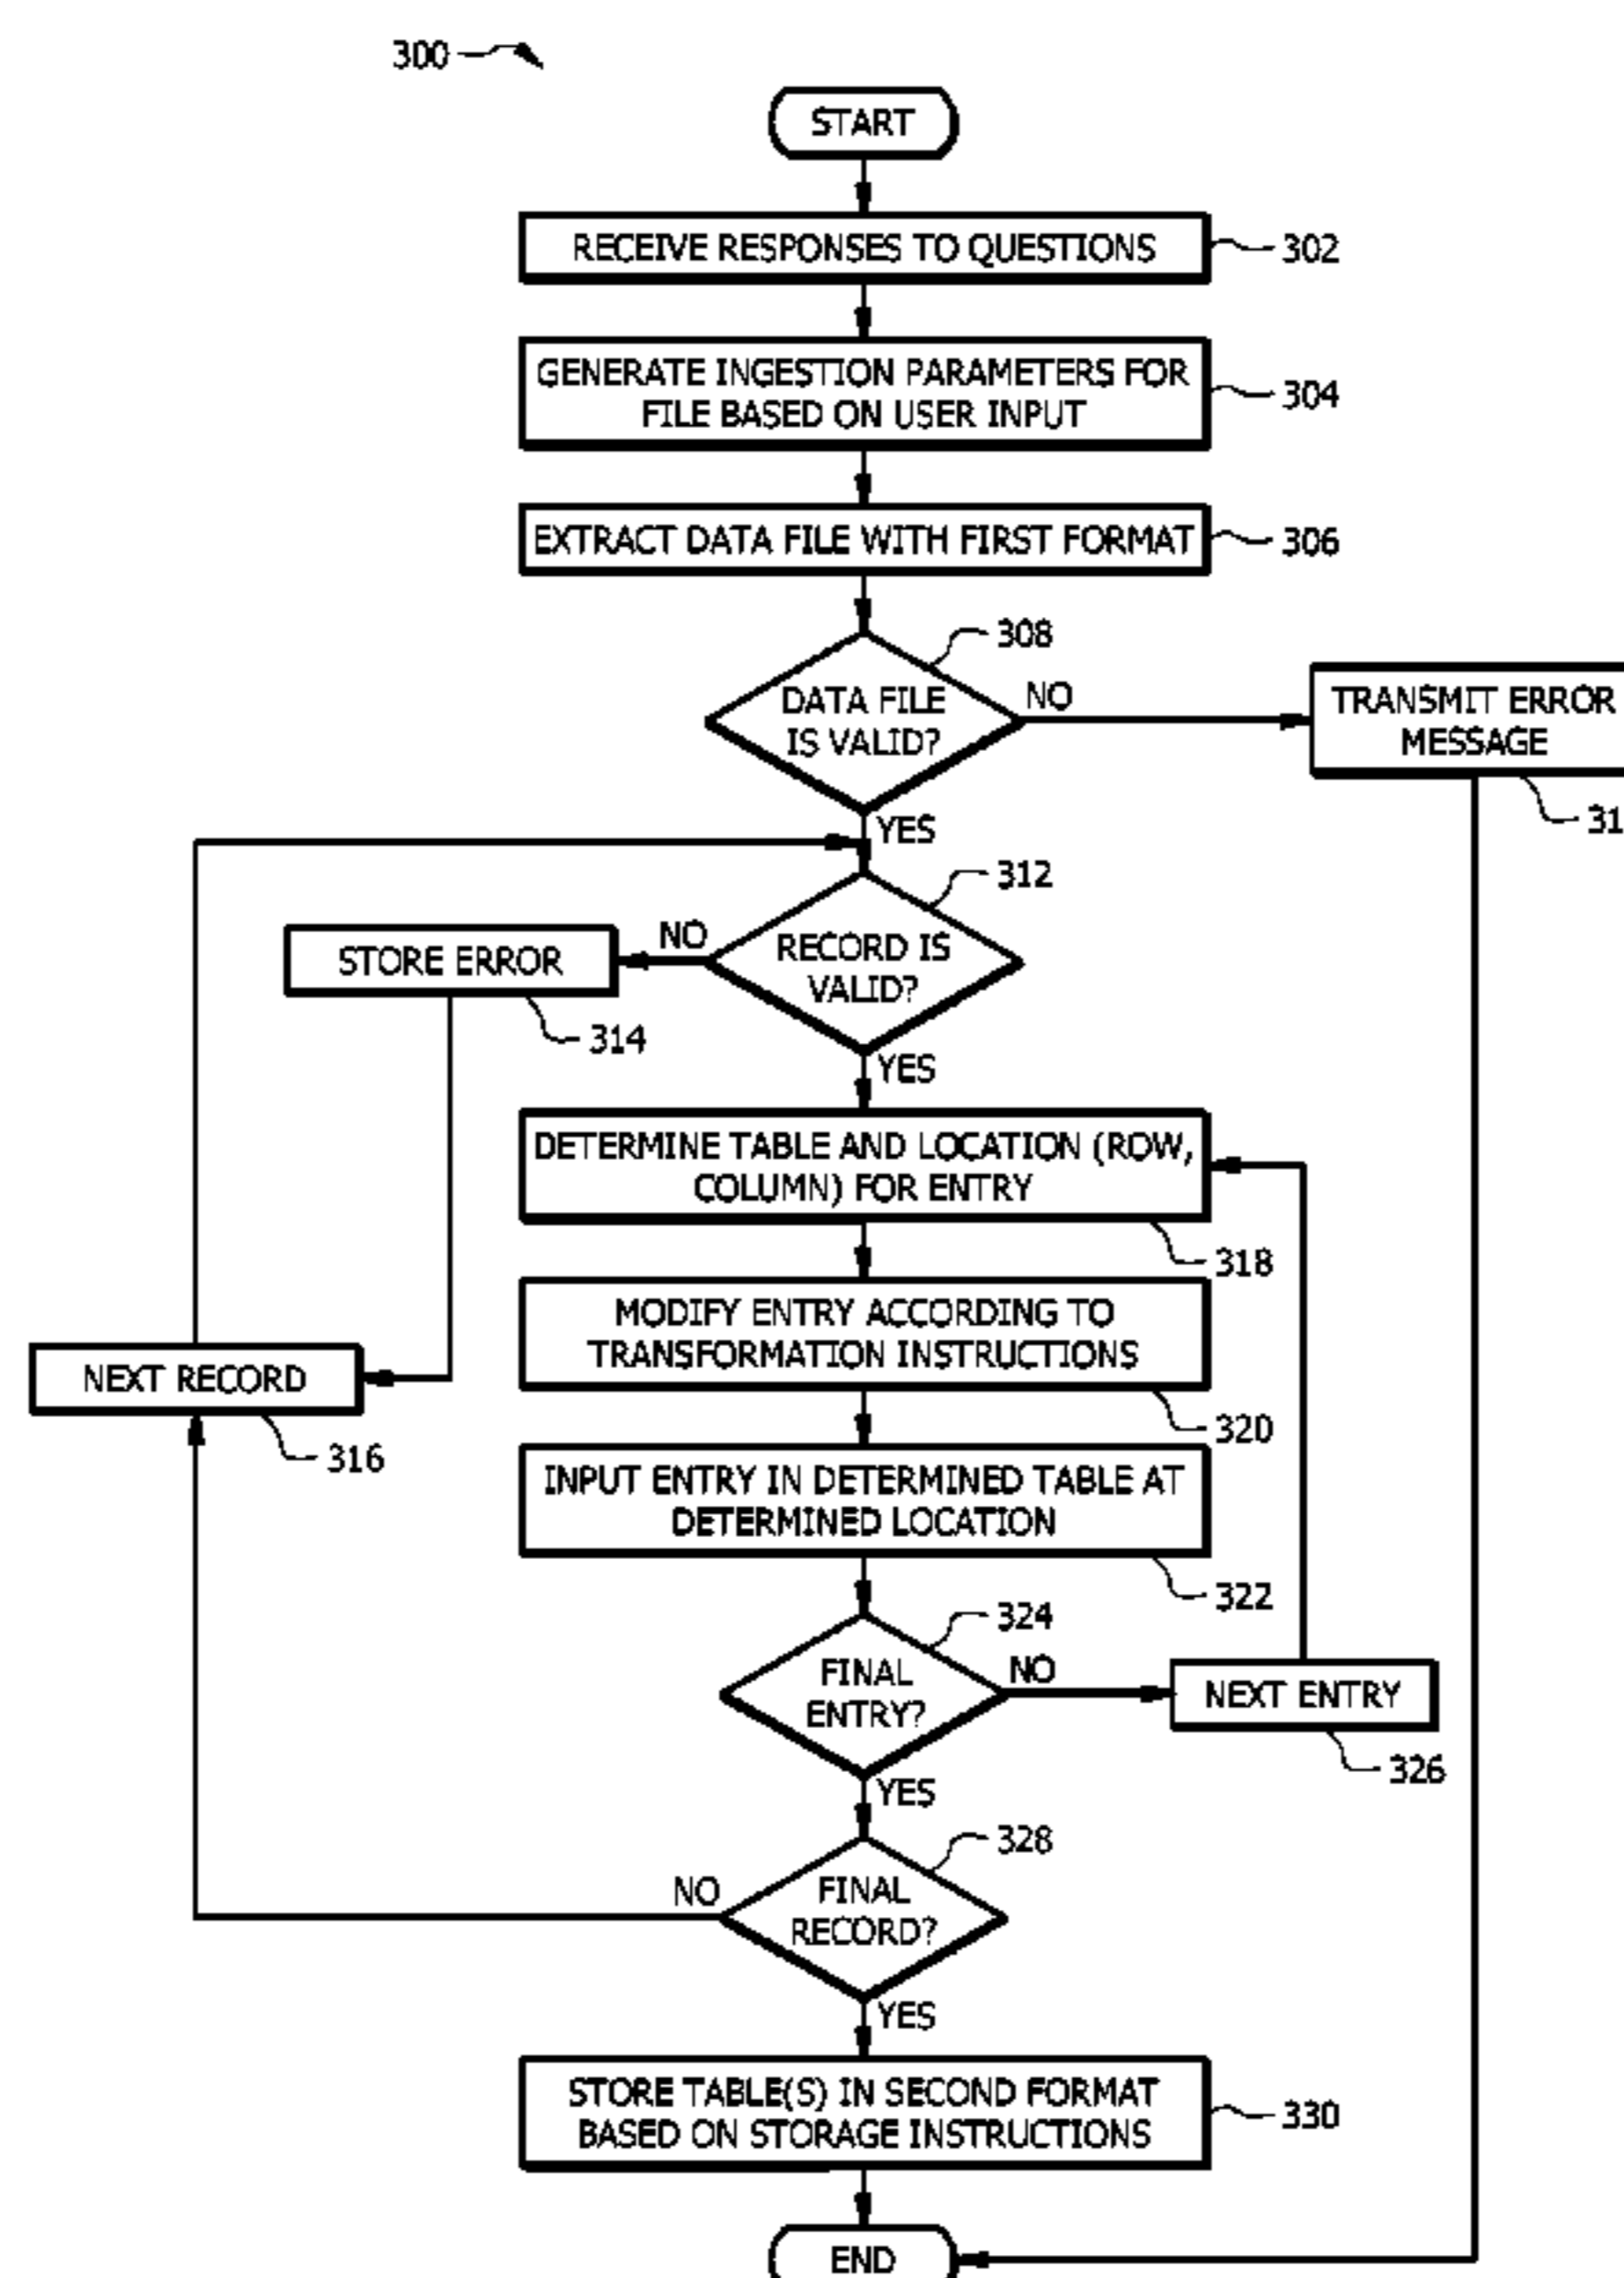 300
START
RECEIVE RESPONSES TO QUESTIONS
302
GENERATE INGESTION PARAMETERS FOR
FILE BASED ON USER INPUT
304
EXTRACT DATA FILE WITH FIRST FORMAT
306
308
DATA FILE
IS VALID?
NO
TRANSMIT ERROR
MESSAGE
31
YES
312
RECORD IS
VALID?
NO
STORE ERROR
314
YES
DETERMINE TABLE AND LOCATION (ROW,
COLUMN) FOR ENTRY
318
MODIFY ENTRY ACCORDING TO
TRANSFORMATION INSTRUCTIONS
320
NEXT RECORD
316
INPUT ENTRY IN DETERMINED TABLE AT
DETERMINED LOCATION
322
324
FINAL
ENTRY?
NO
NEXT ENTRY
326
YES
328
FINAL
RECORD?
NO
YES
STORE TABLE(S) IN SECOND FORMAT
BASED ON STORAGE INSTRUCTIONS
330
END